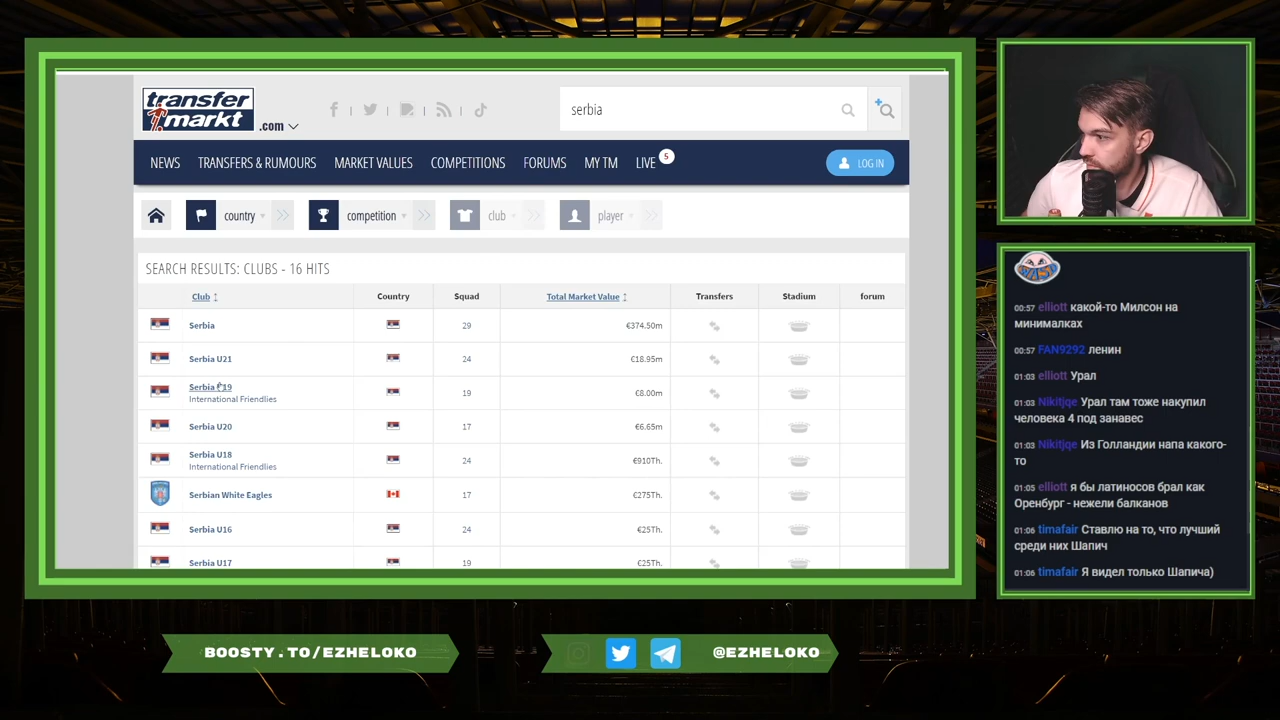 transfer
markt
.com
serbia
NEWS TRANSFERS & RUMOURS MARKET VALUES COMPETITIONS FORUMS MY TM LIVE 5 LOG IN
country competition club player
SEARCH RESULTS: CLUBS - 16 HITS
Club Country Squad Total Market Value Transfers Stadium forum
Serbia 29 €374.50m
Serbia U21 24 €18.95m
Serbia U19 19 €8.00m
International Friendlies
Serbia U20 17 €6.65m
Serbia U18 24 €910Th.
International Friendlies
Serbian White Eagles 17 €275Th.
Serbia U16 24 €25Th.
Serbia U17 19 €25Th.
00:57 elliott какой-то Милсон на
минималках
00:57 FAN9292 ленин
01:03 elliott Урал
01:03 Nikitjqe Урал там тоже накупил
человека 4 под занавес
01:03 Nikitjqe Из Голландии напа какого-
то
01:05 elliott я бы латиносов брал как
Оренбург - нежели балканов
01:06 timafair Ставлю на то, что лучший
среди них Шапич
01:06 timafair Я видел только Шапича)
BOOSTY.TO/EZHELOKO
@EZHELOKO